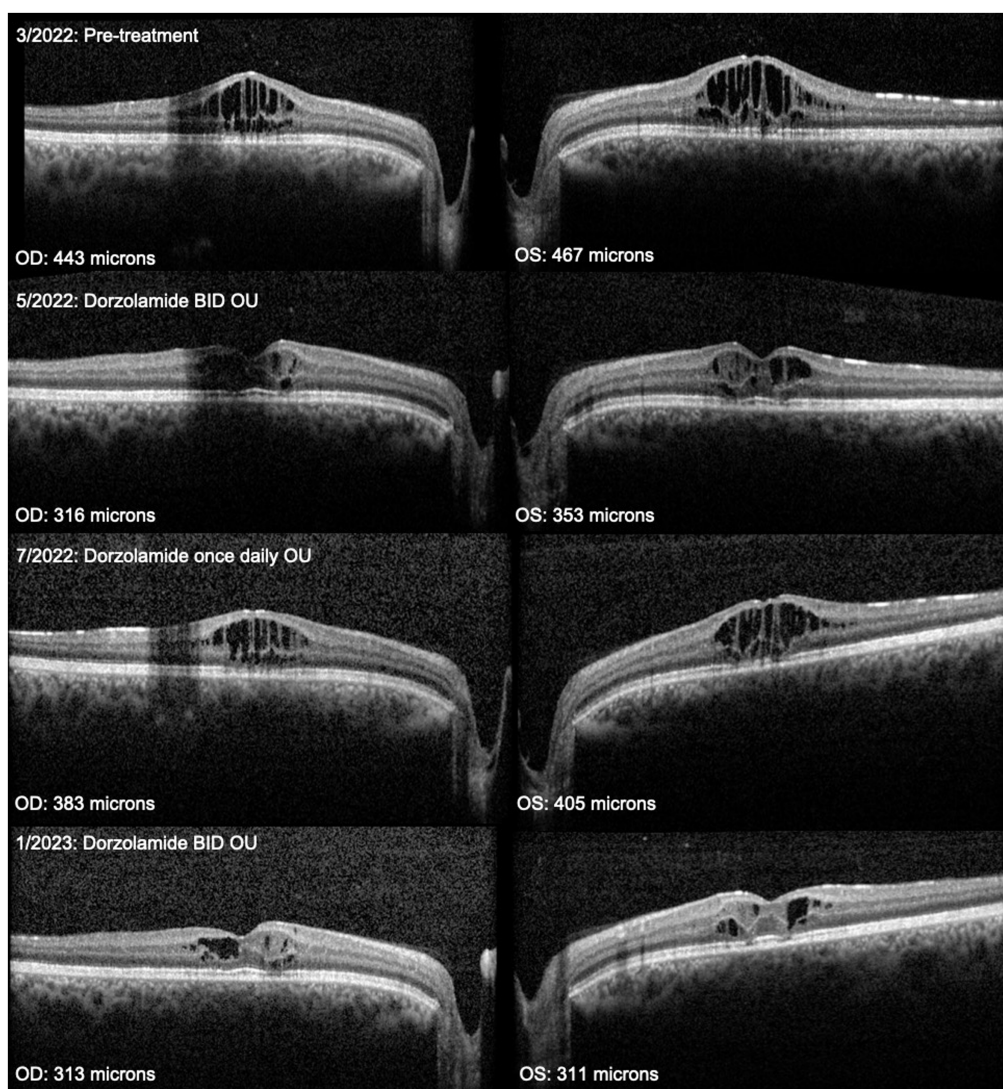 3/2022: Pre-treatment
OD: 443 microns
OS: 467 microns
5/2022: Dorzolamide BID OU
OD: 316 microns
OS: 353 microns
7/2022: Dorzolamide once daily OU
OD: 383 microns
OS: 405 microns
1/2023: Dorzolamide BID OU
OD: 313 microns
OS: 311 microns